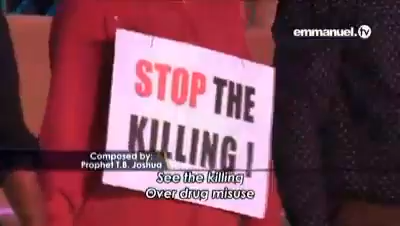 emmanuel.tv
STOP THE
KILLING !
Composed by:
Prophet T.B. Joshua
See the killing
Over drug misuse